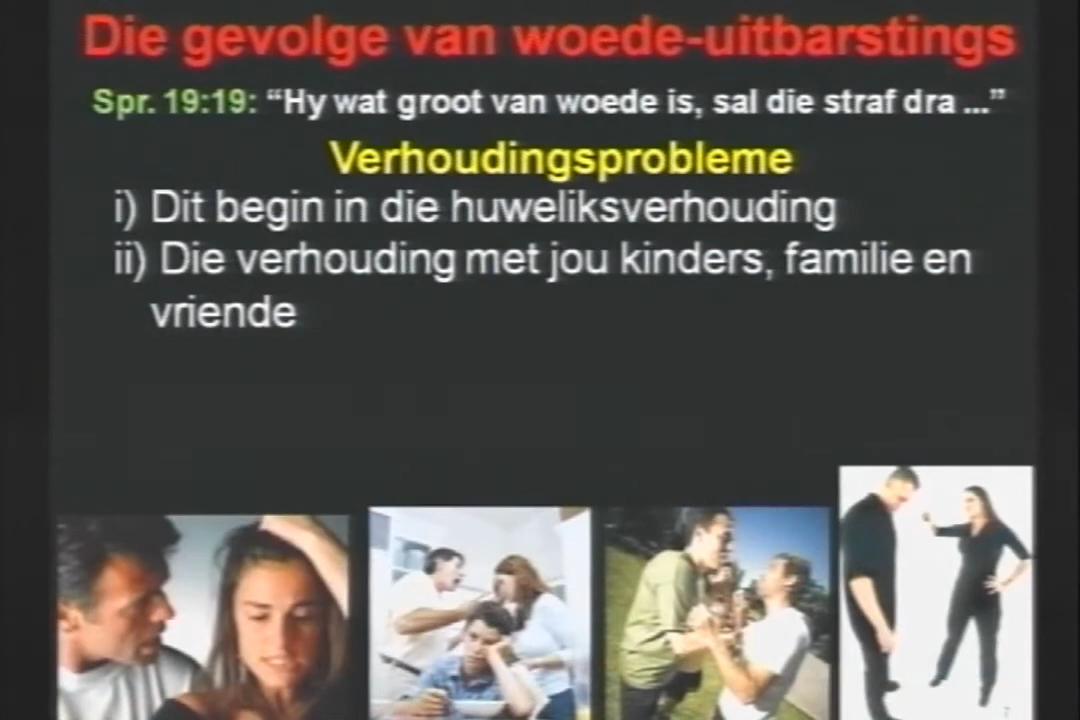 Die gevolge van woede-uitbarstings
Spr. 19:19: “Hy wat groot van woede is, sal die straf dra ...”
Verhoudingsprobleme
i) Dit begin in die huweliksverhouding
ii) Die verhouding met jou kinders, familie en
vriende